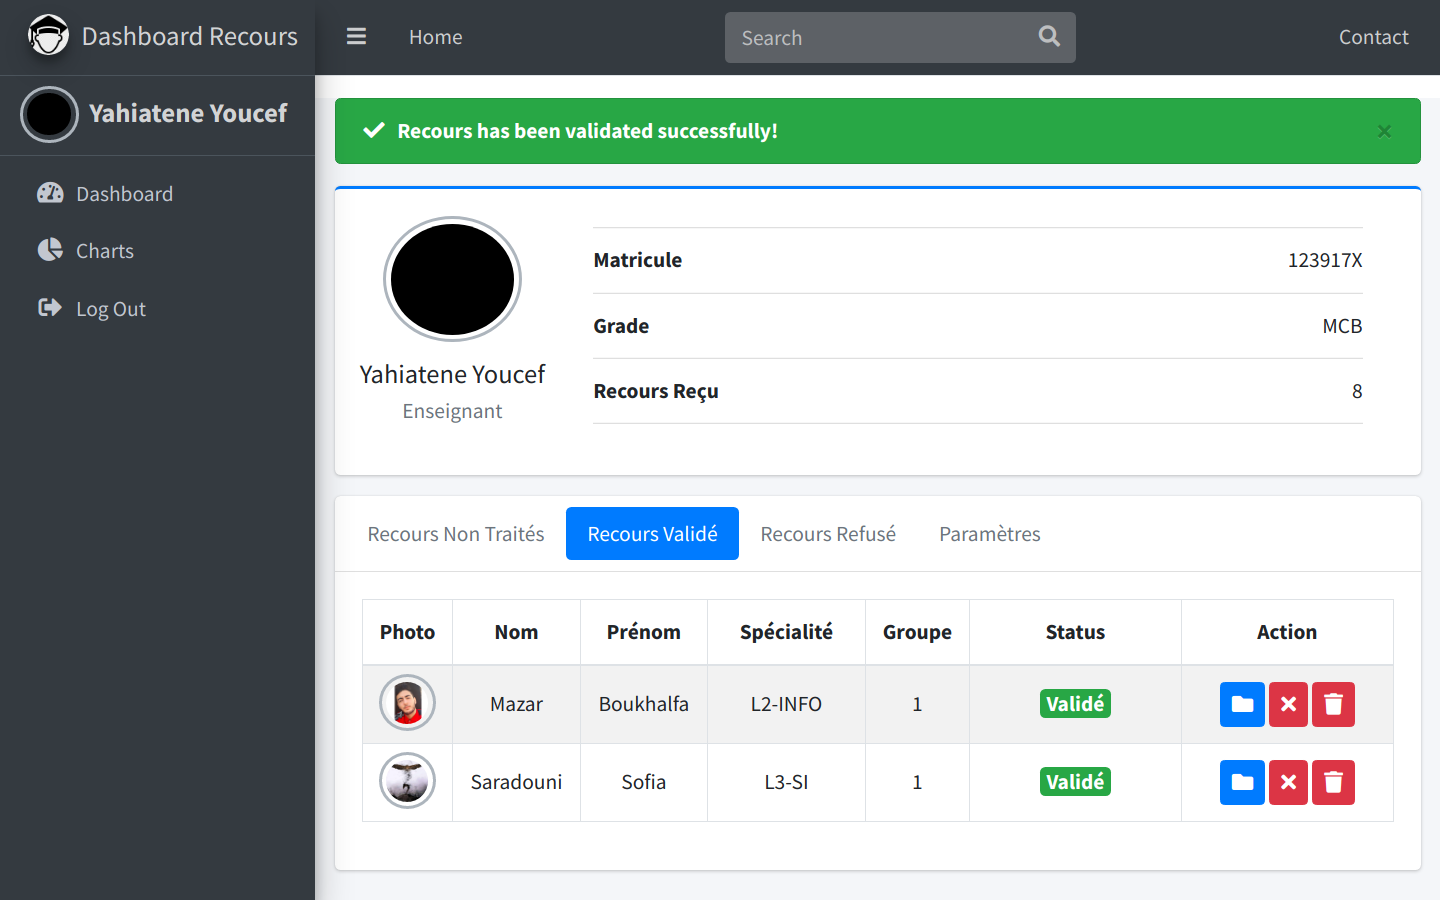 Dashboard Recours
Home
Search
Contact
Yahiatene Youcef
Dashboard
Charts
Log Out
Recours has been validated successfully!
×
Yahiatene Youcef
Enseignant
Matricule 123917X
Grade MCB
Recours Reçu 8
Recours Non Traités Recours Validé Recours Refusé Paramètres
Photo Nom Prénom Spécialité Groupe Status Action
Mazar Boukhalfa L2-INFO 1 Validé
Saradouni Sofia L3-SI 1 Validé